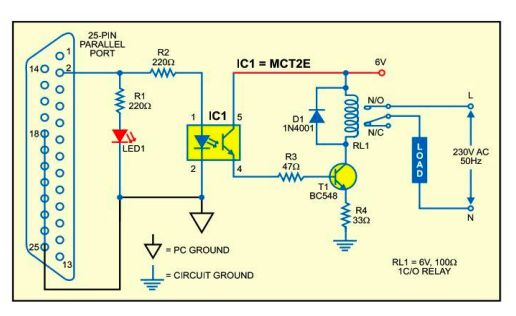 25-PIN
PARALLEL
PORT
1
14
2
18
25
13
R2
220Ω
R1
220Ω
LED1
IC1 = MCT2E
IC1
1
5
2
4
6V
D1
1N4001
RL1
N/O
N/C
L
230V AC
50Hz
N
LOAD
R3
47Ω
T1
BC548
R4
33Ω
= PC GROUND
= CIRCUIT GROUND
RL1 = 6V, 100Ω
1C/O RELAY